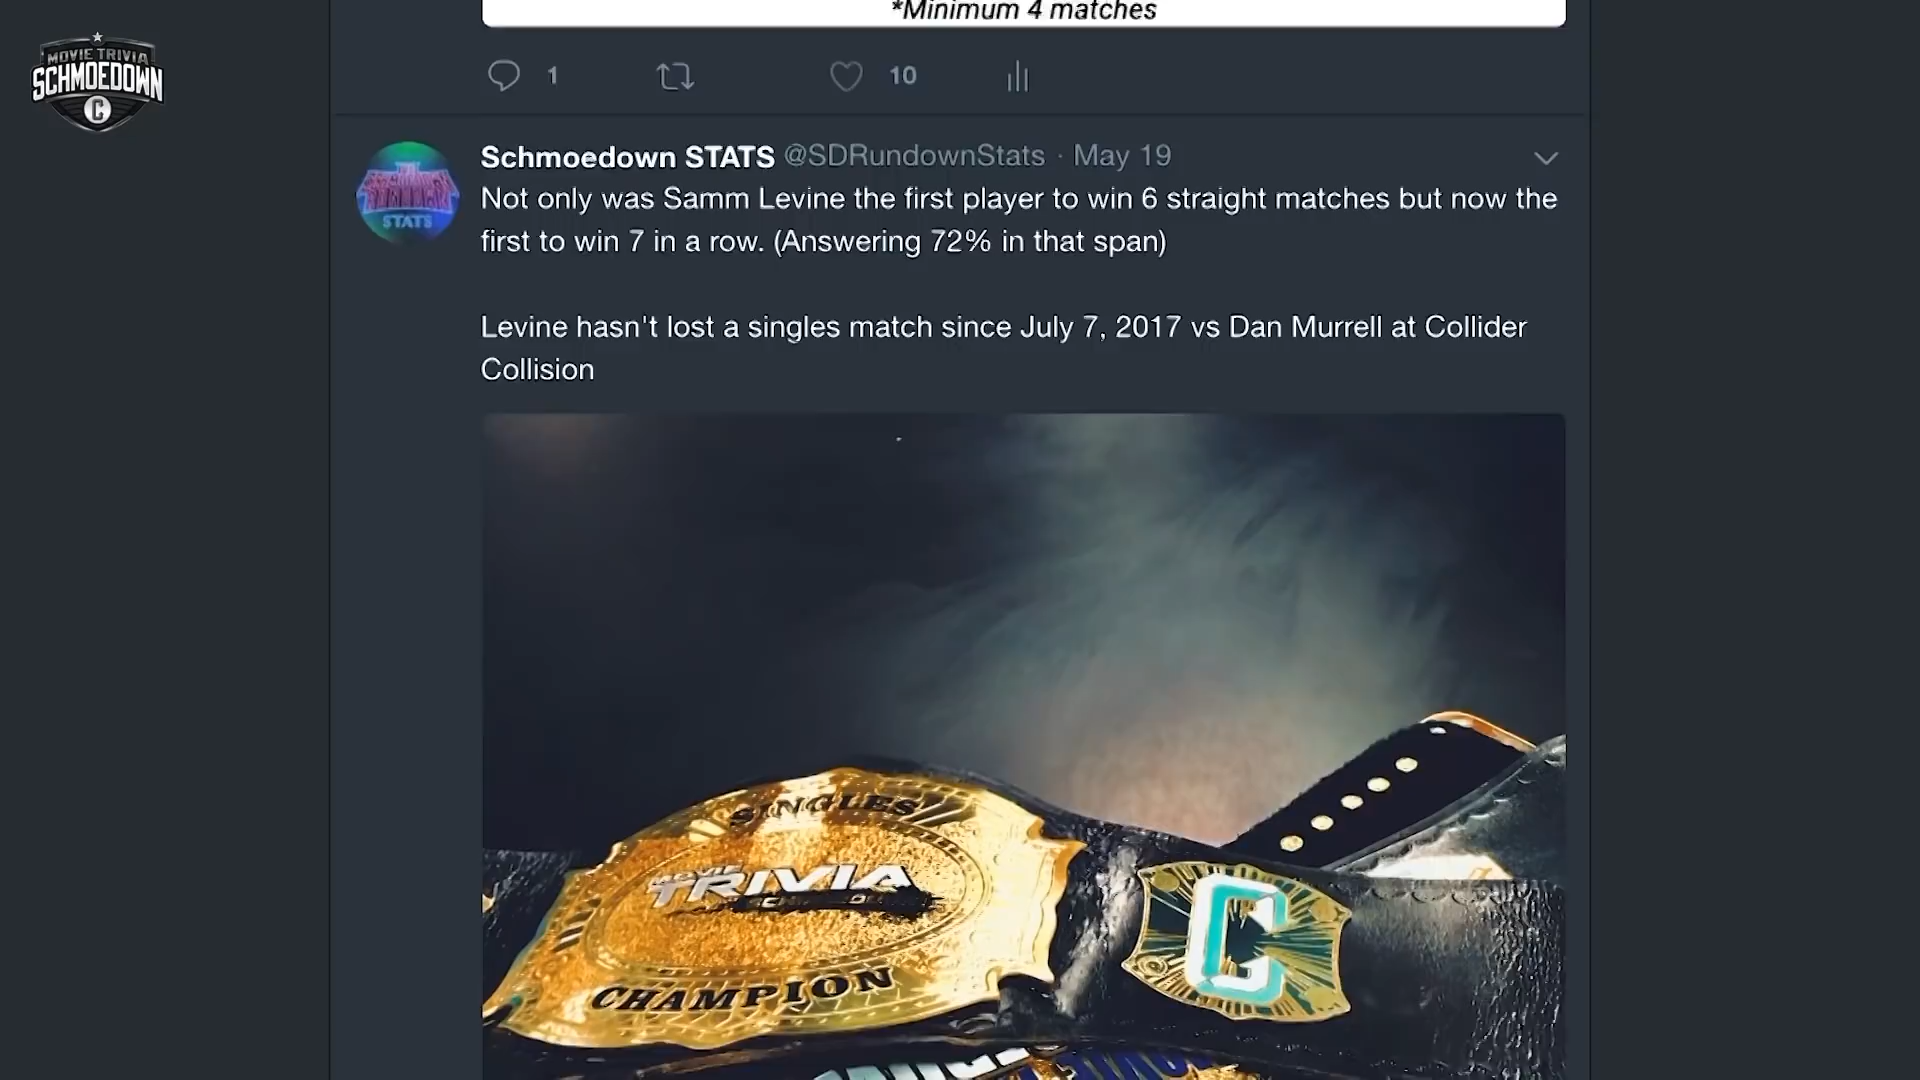 *Minimum 4 matches
1
10
MOVIE TRIVIA
SCHMOEDOWN
C
Schmoedown STATS @SDRundownStats · May 19
STATS
Not only was Samm Levine the first player to win 6 straight matches but now the
first to win 7 in a row. (Answering 72% in that span)
Levine hasn't lost a singles match since July 7, 2017 vs Dan Murrell at Collider
Collision
SINGLES
MOVIE
TRIVIA
CHAMPION
C